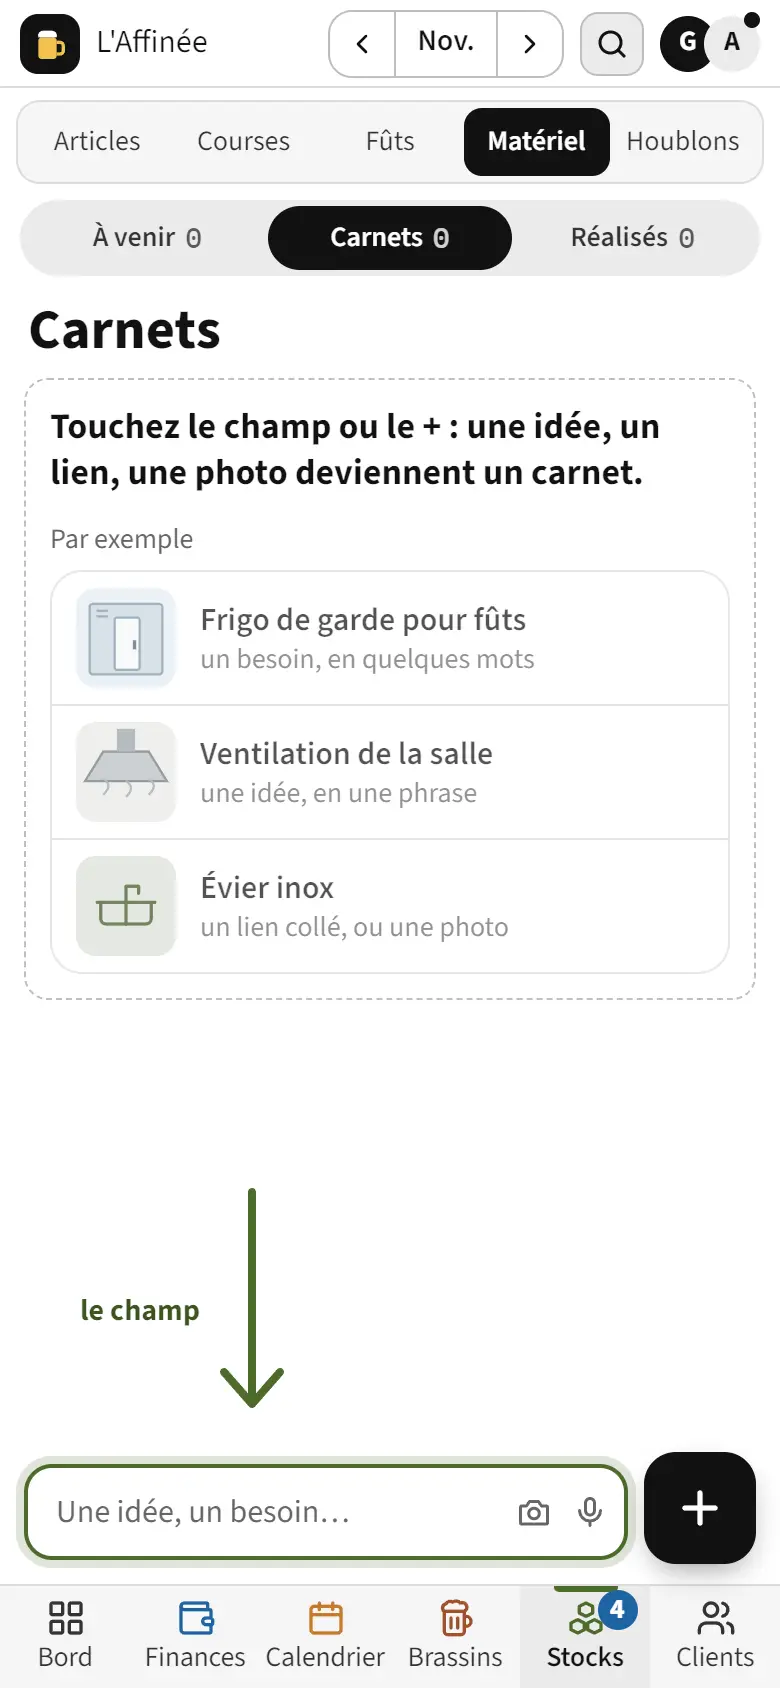 L'Affinée
Nov.
G
A
Articles
Courses
Fûts
Matériel
Houblons
À venir 0
Carnets 0
Réalisés 0
Carnets
Touchez le champ ou le + : une idée, un
lien, une photo deviennent un carnet.
Par exemple
Frigo de garde pour fûts
un besoin, en quelques mots
Ventilation de la salle
une idée, en une phrase
Évier inox
un lien collé, ou une photo
le champ
Une idée, un besoin…
4
Bord
Finances
Calendrier
Brassins
Stocks
Clients